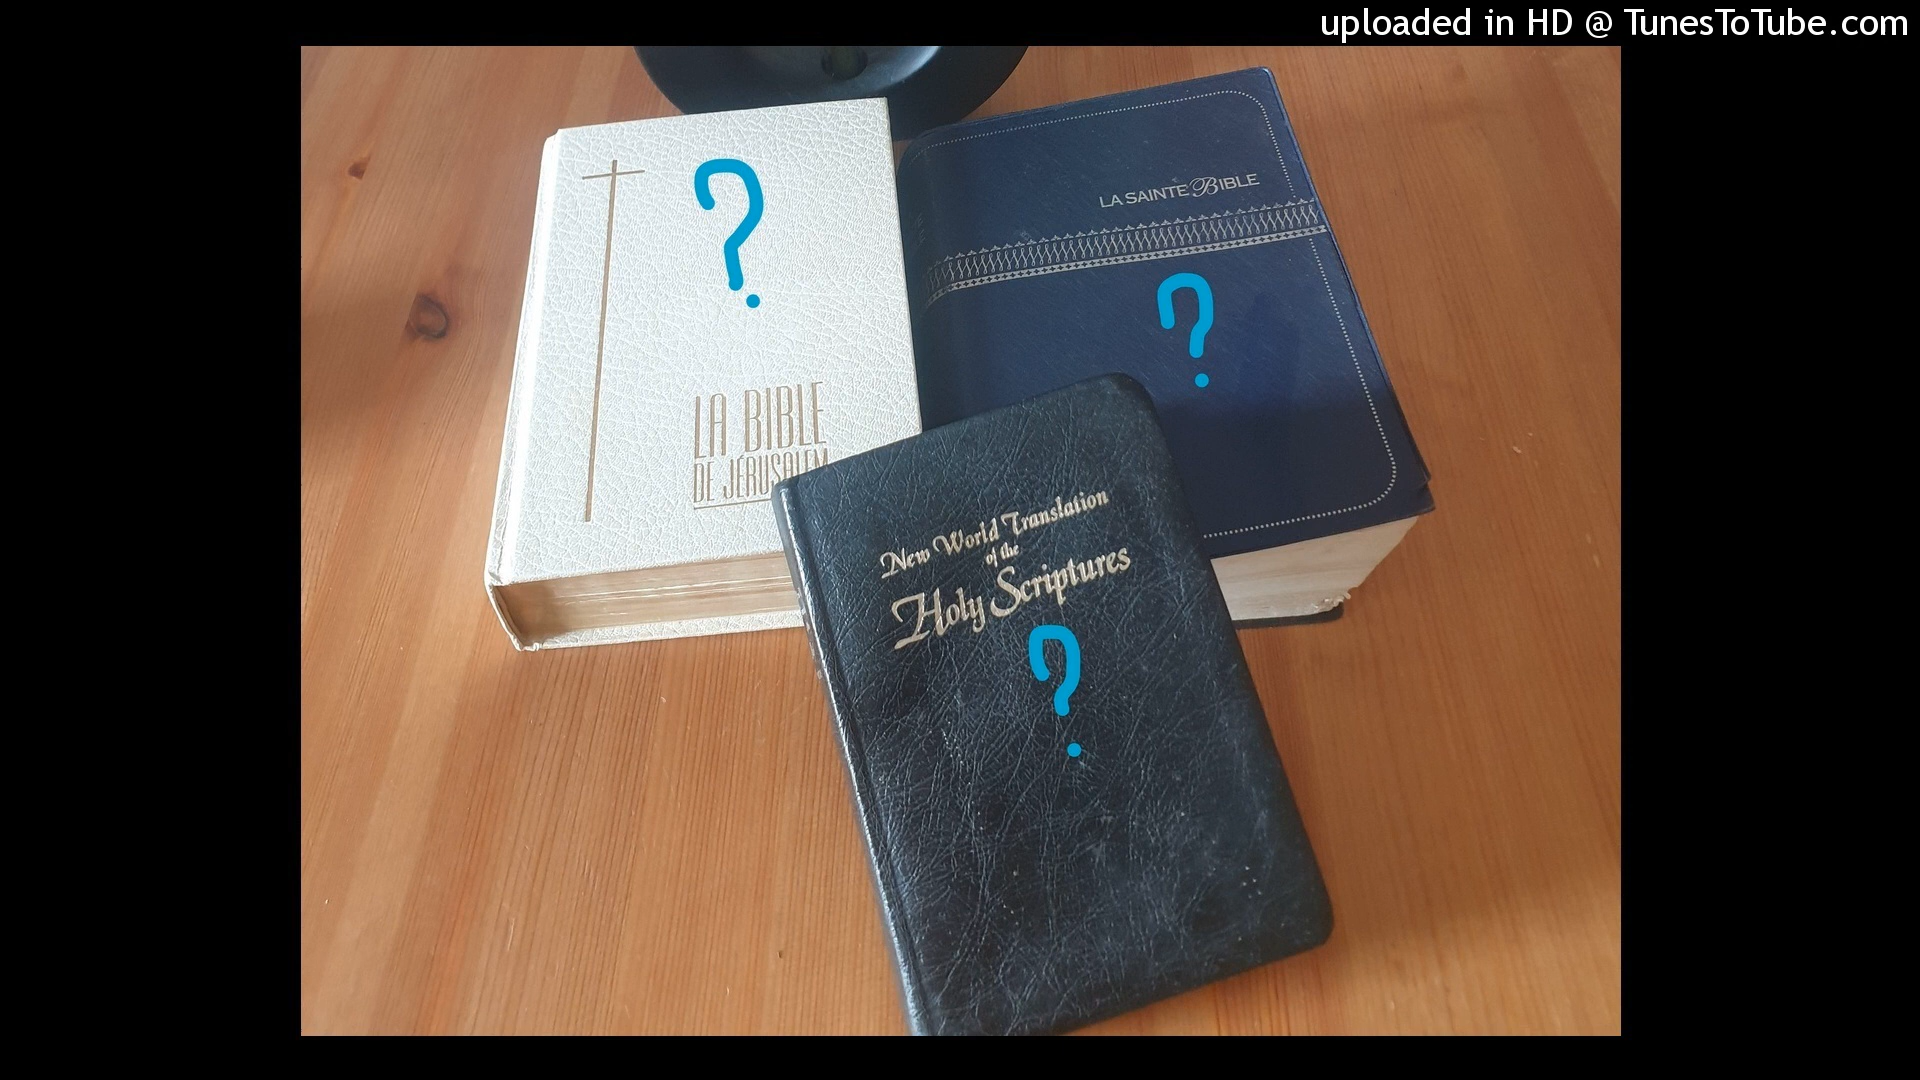 uploaded in HD @ TunesToTube.com
?
LA BIBLE
DE JÉRUSALEM
LA SAINTE BIBLE
?
New World Translation
of the
Holy Scriptures
?